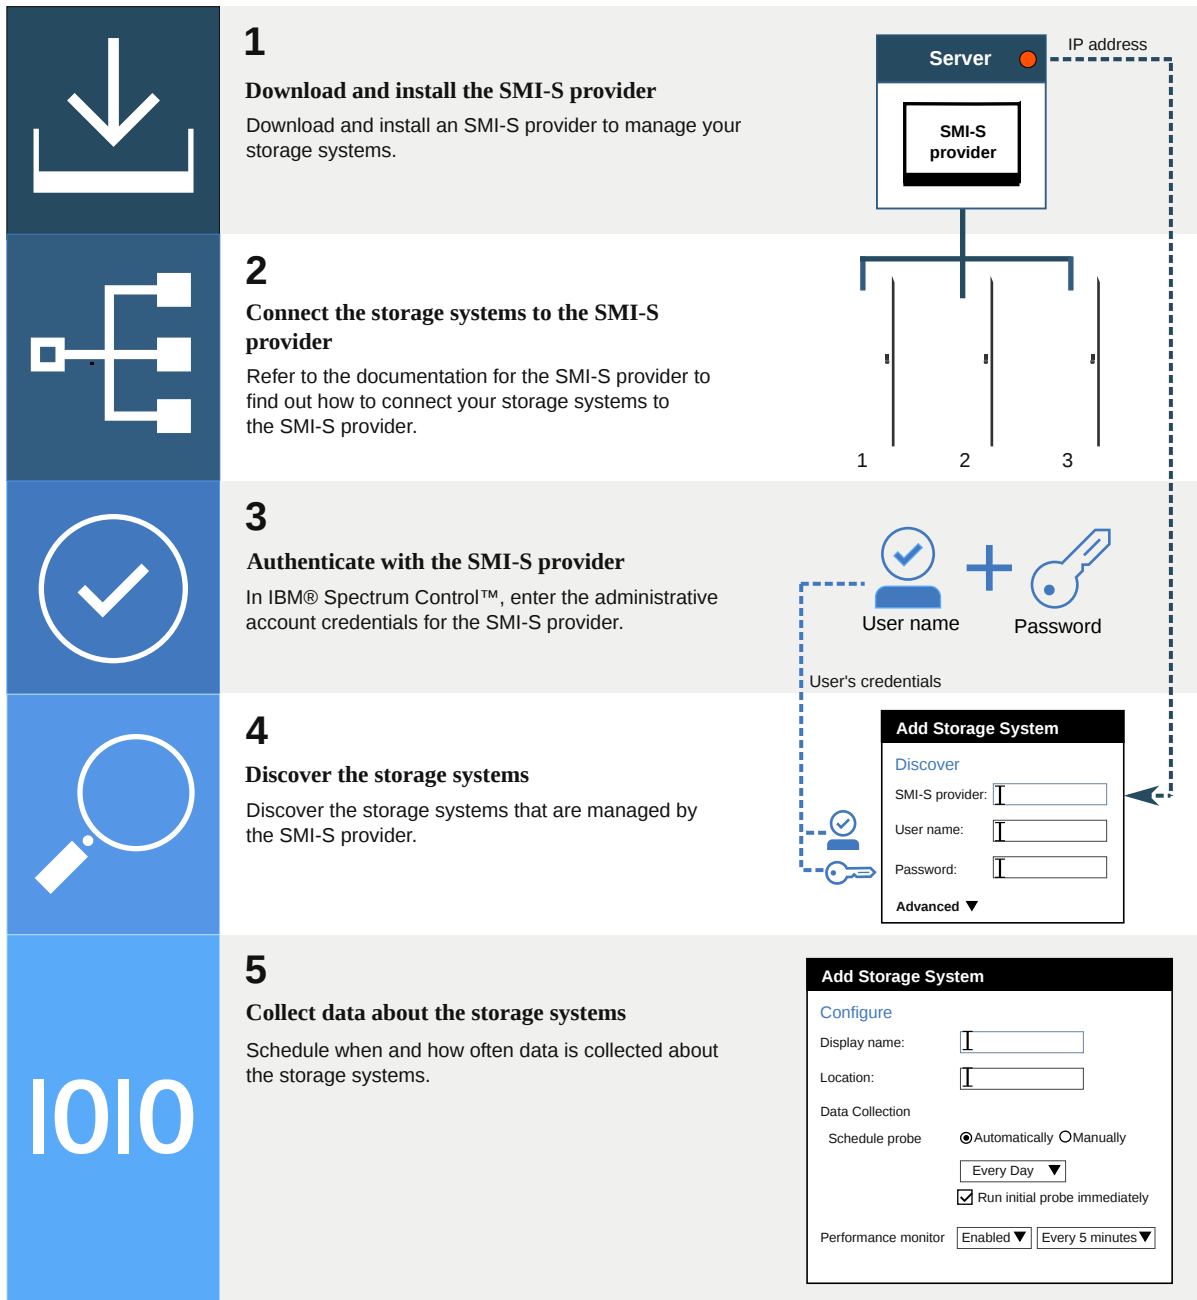 1
Download and install the SMI-S provider
Download and install an SMI-S provider to manage your
storage systems.
Server
IP address
SMI-S
provider
2
Connect the storage systems to the SMI-S
provider
Refer to the documentation for the SMI-S provider to
find out how to connect your storage systems to
the SMI-S provider.
1 2 3
3
Authenticate with the SMI-S provider
In IBM® Spectrum Control™, enter the administrative
account credentials for the SMI-S provider.
User name
Password
User's credentials
4
Discover the storage systems
Discover the storage systems that are managed by
the SMI-S provider.
Add Storage System
Discover
SMI-S provider:
User name:
Password:
Advanced
5
Collect data about the storage systems
Schedule when and how often data is collected about
the storage systems.
IOIO
Add Storage System
Configure
Display name:
Location:
Data Collection
Schedule probe Automatically Manually
Every Day
Run initial probe immediately
Performance monitor Enabled Every 5 minutes